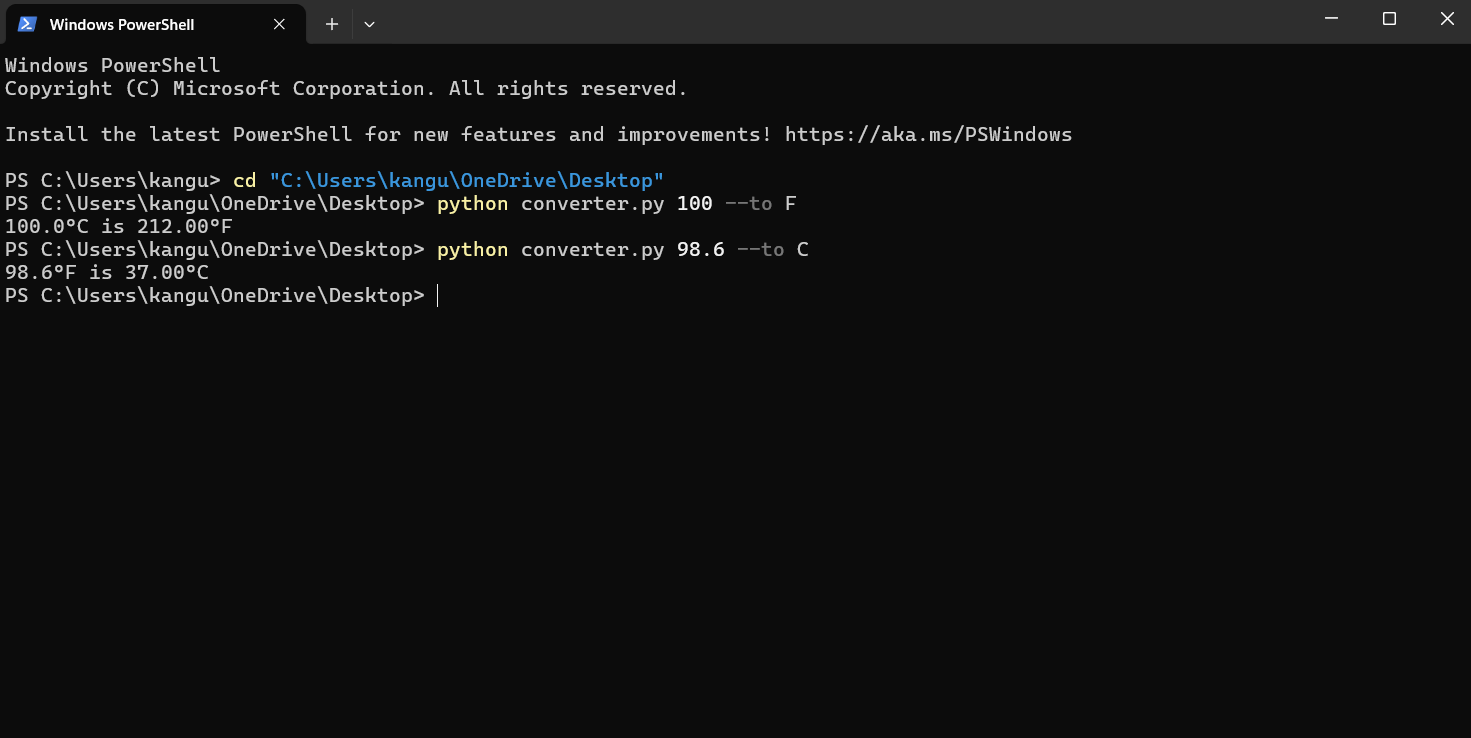 Windows PowerShell
Windows PowerShell
Copyright (C) Microsoft Corporation. All rights reserved.
Install the latest PowerShell for new features and improvements! https://aka.ms/PSWindows
PS C:\Users\kangu> cd "C:\Users\kangu\OneDrive\Desktop"
PS C:\Users\kangu\OneDrive\Desktop> python converter.py 100 --to F
100.0°C is 212.00°F
PS C:\Users\kangu\OneDrive\Desktop> python converter.py 98.6 --to C
98.6°F is 37.00°C
PS C:\Users\kangu\OneDrive\Desktop>